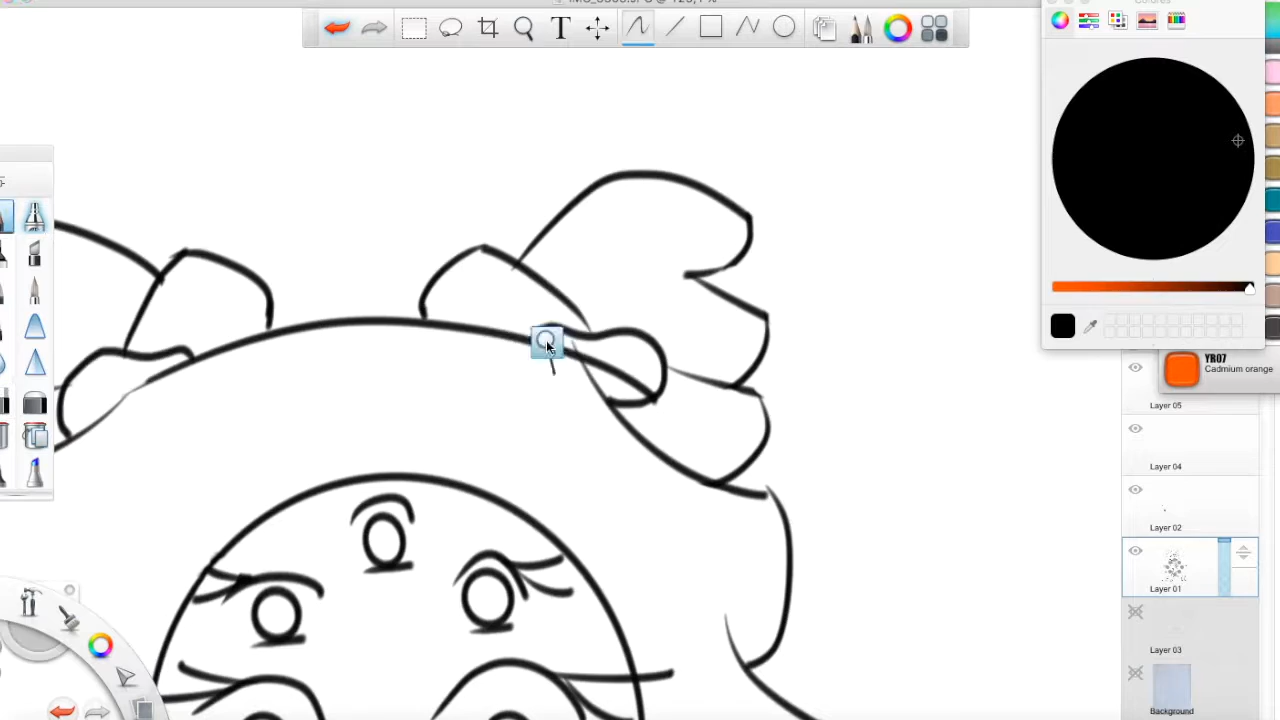 T
YR07
Cadmium orange
Layer 05
Layer 04
Layer 02
Layer 01
Layer 03
Background